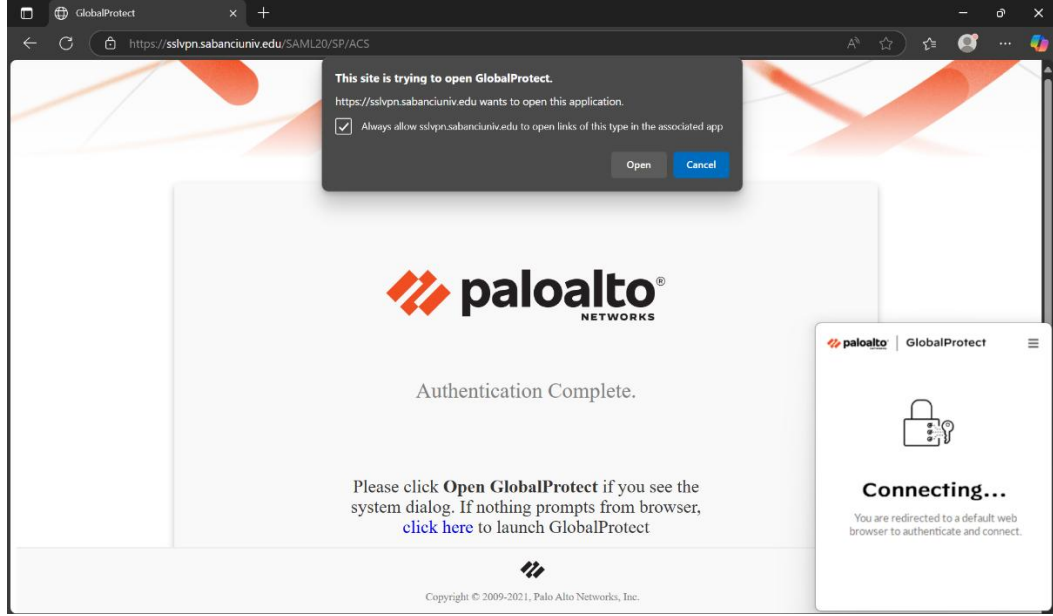 GlobalProtect
https://sslvpn.sabanciuniv.edu/SAML20/SP/ACS
This site is trying to open GlobalProtect.
https://sslvpn.sabanciuniv.edu wants to open this application.
Always allow sslvpn.sabanciuniv.edu to open links of this type in the associated app
Open Cancel
paloalto®
NETWORKS
Authentication Complete.
Please click Open GlobalProtect if you see the
system dialog. If nothing prompts from browser,
click here to launch GlobalProtect
Copyright © 2009-2021, Palo Alto Networks, Inc.
paloalto GlobalProtect
Connecting...
You are redirected to a default web
browser to authenticate and connect.